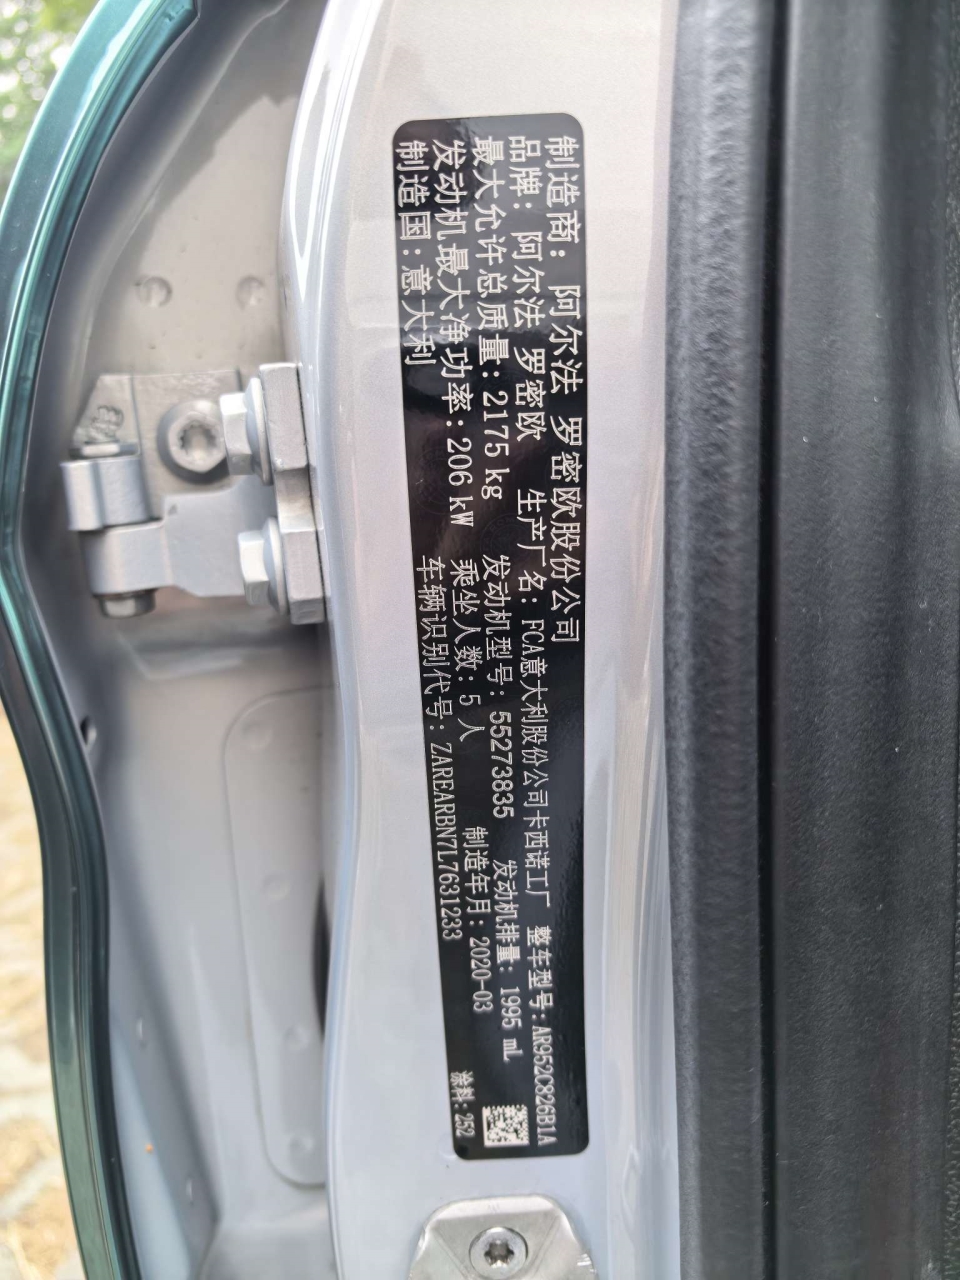 制造商: 阿尔法 罗密欧股份公司
品牌: 阿尔法 罗密欧 生产厂名: FCA意大利股份公司卡西诺工厂 整车型号: AR952C826B1A
最大允许总质量: 2175 kg 发动机型号: 55273835 发动机排量: 1995 mL
发动机最大净功率: 206 kW 乘坐人数: 5 人 制造年月: 2020-03
制造国: 意大利 车辆识别代号: ZAREARBN7L7631233 涂料: 252